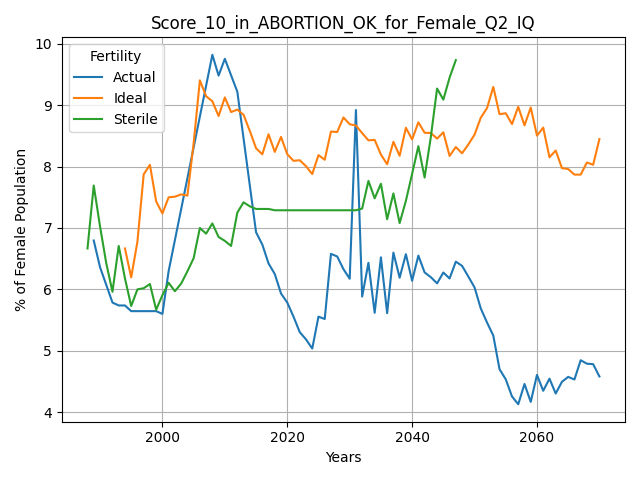 Score_10_in_ABORTION_OK_for_Female_Q2_IQ
Fertility
Actual
Ideal
Sterile
% of Female Population
10
9
8
7
6
5
4
2000 2020 2040 2060
Years